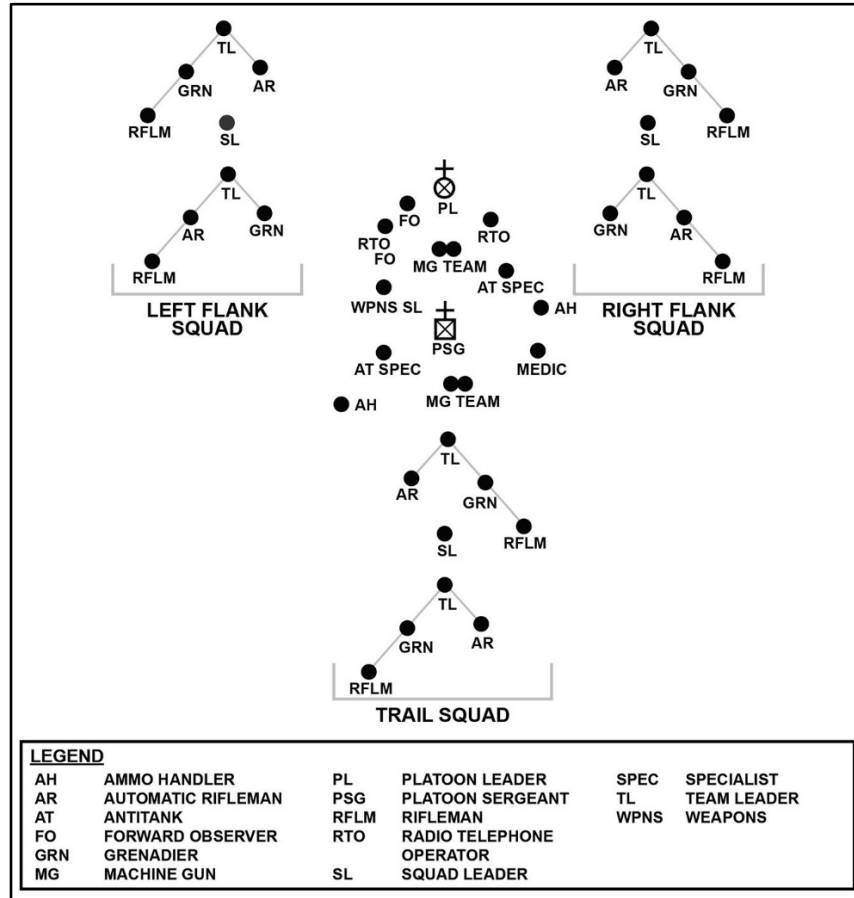 TL
GRN
AR
RFLM
SL
TL
AR
GRN
RFLM
LEFT FLANK
SQUAD
PL
FO
RTO
FO
RTO
MG TEAM
AT SPEC
WPNS SL
AH
PSG
AT SPEC
MEDIC
MG TEAM
AH
TL
AR
GRN
RFLM
SL
TL
GRN
AR
RFLM
RIGHT FLANK
SQUAD
TL
AR
GRN
RFLM
SL
TL
GRN
AR
RFLM
TRAIL SQUAD
LEGEND
AH AMMO HANDLER
AR AUTOMATIC RIFLEMAN
AT ANTITANK
FO FORWARD OBSERVER
GRN GRENADIER
MG MACHINE GUN
PL PLATOON LEADER
PSG PLATOON SERGEANT
RFLM RIFLEMAN
RTO RADIO TELEPHONE
OPERATOR
SL SQUAD LEADER
SPEC SPECIALIST
TL TEAM LEADER
WPNS WEAPONS